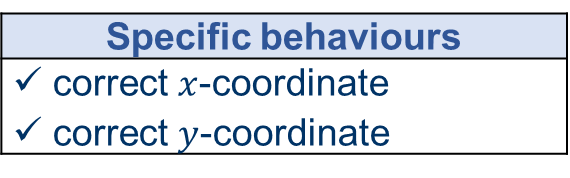 Specific behaviours
✓ correct x-coordinate
✓ correct y-coordinate